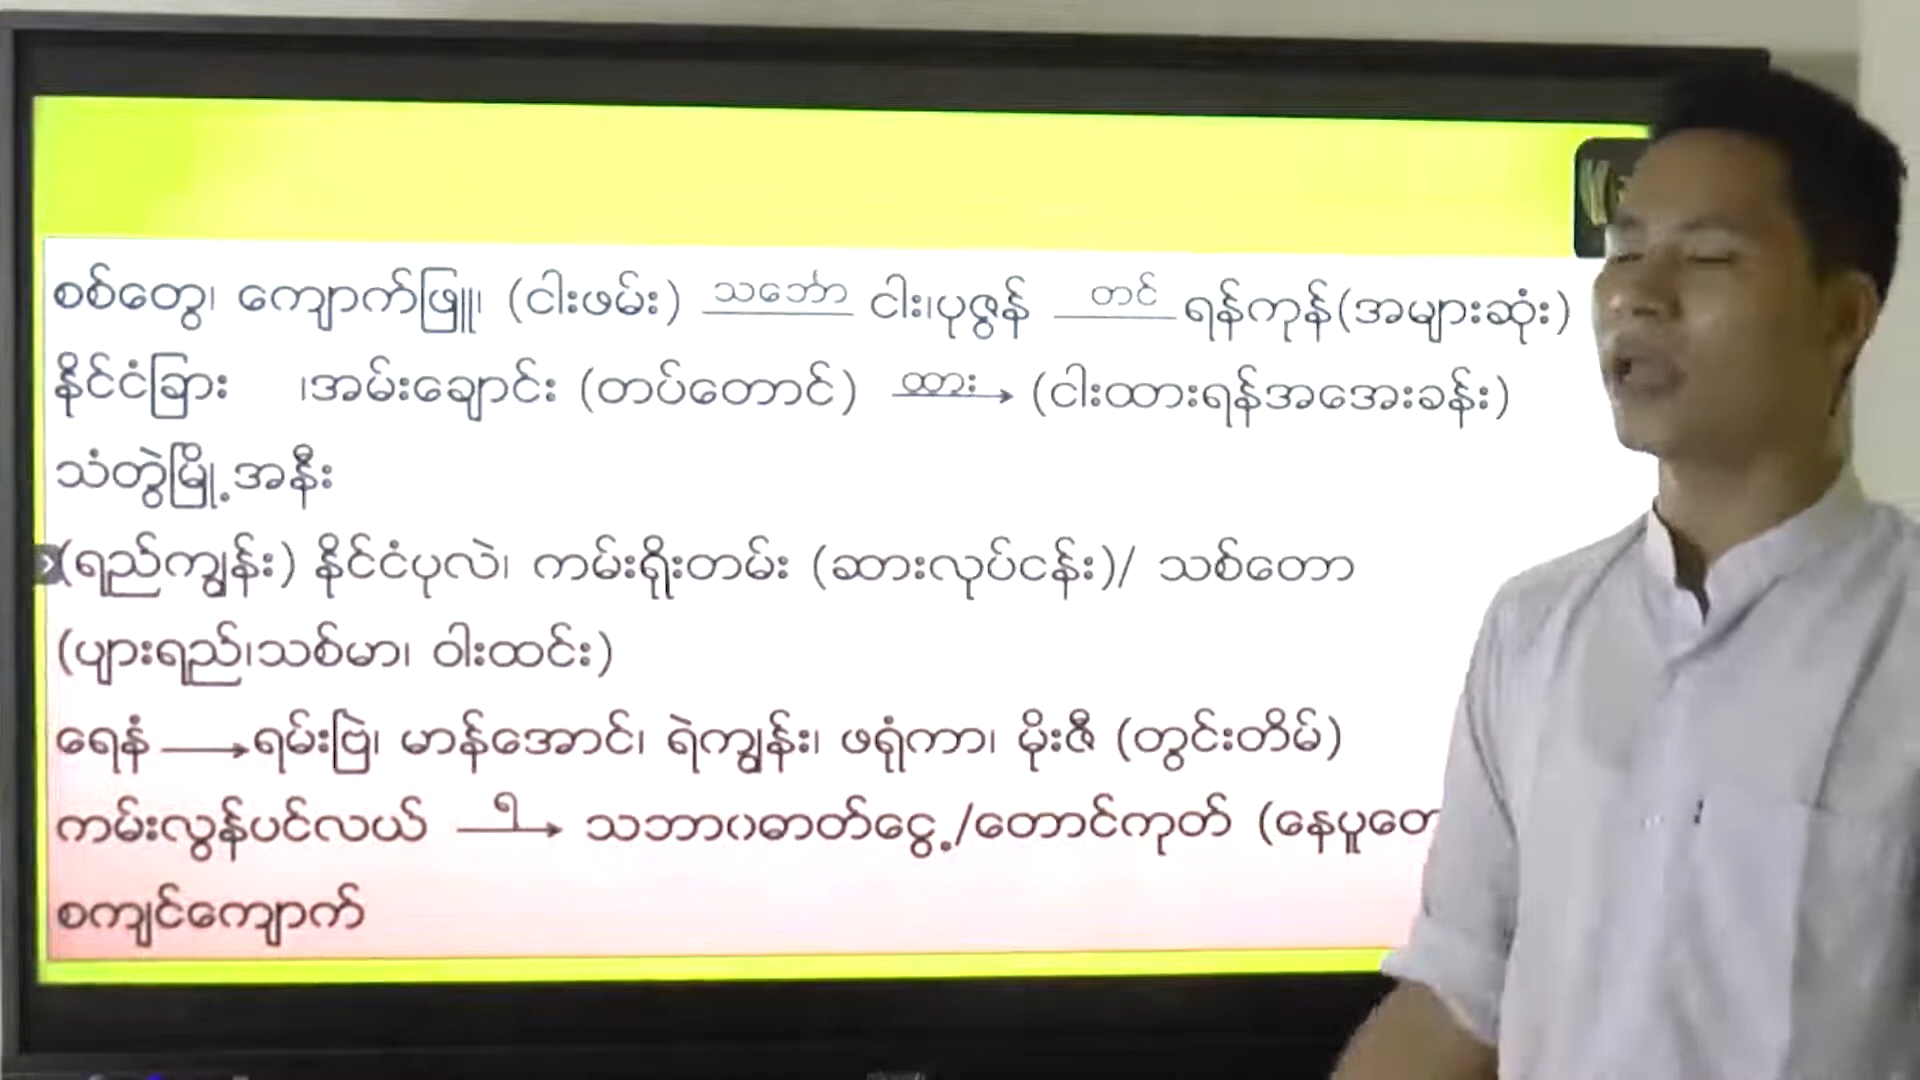 စစ်တွေ၊ ကျောက်ဖြူ၊ (ငါးဖမ်း) သင်္ဘော ငါး၊ပုဇွန် တင် ရန်ကုန်(အများဆုံး)
နိုင်ငံခြား ၊အမ်းချောင်း (တပ်တောင်) ထား (ငါးထားရန်အအေးခန်း)
သံတွဲမြို့အနီး
(ရည်ကျွန်း) နိုင်ငံပုလဲ၊ ကမ်းရိုးတမ်း (ဆားလုပ်ငန်း)/ သစ်တော
(ပျားရည်၊သစ်မာ၊ ဝါးထင်း)
ရေနံ ⟶ ရမ်းဗြဲ၊ မာန်အောင်၊ ရဲကျွန်း၊ ဖရုံကာ၊ မိုးဇီ (တွင်းတိမ်)
ကမ်းလွန်ပင်လယ် ရ သဘာဝဓာတ်ငွေ့/တောင်ကုတ် (နေပူတေ
စကျင်ကျောက်